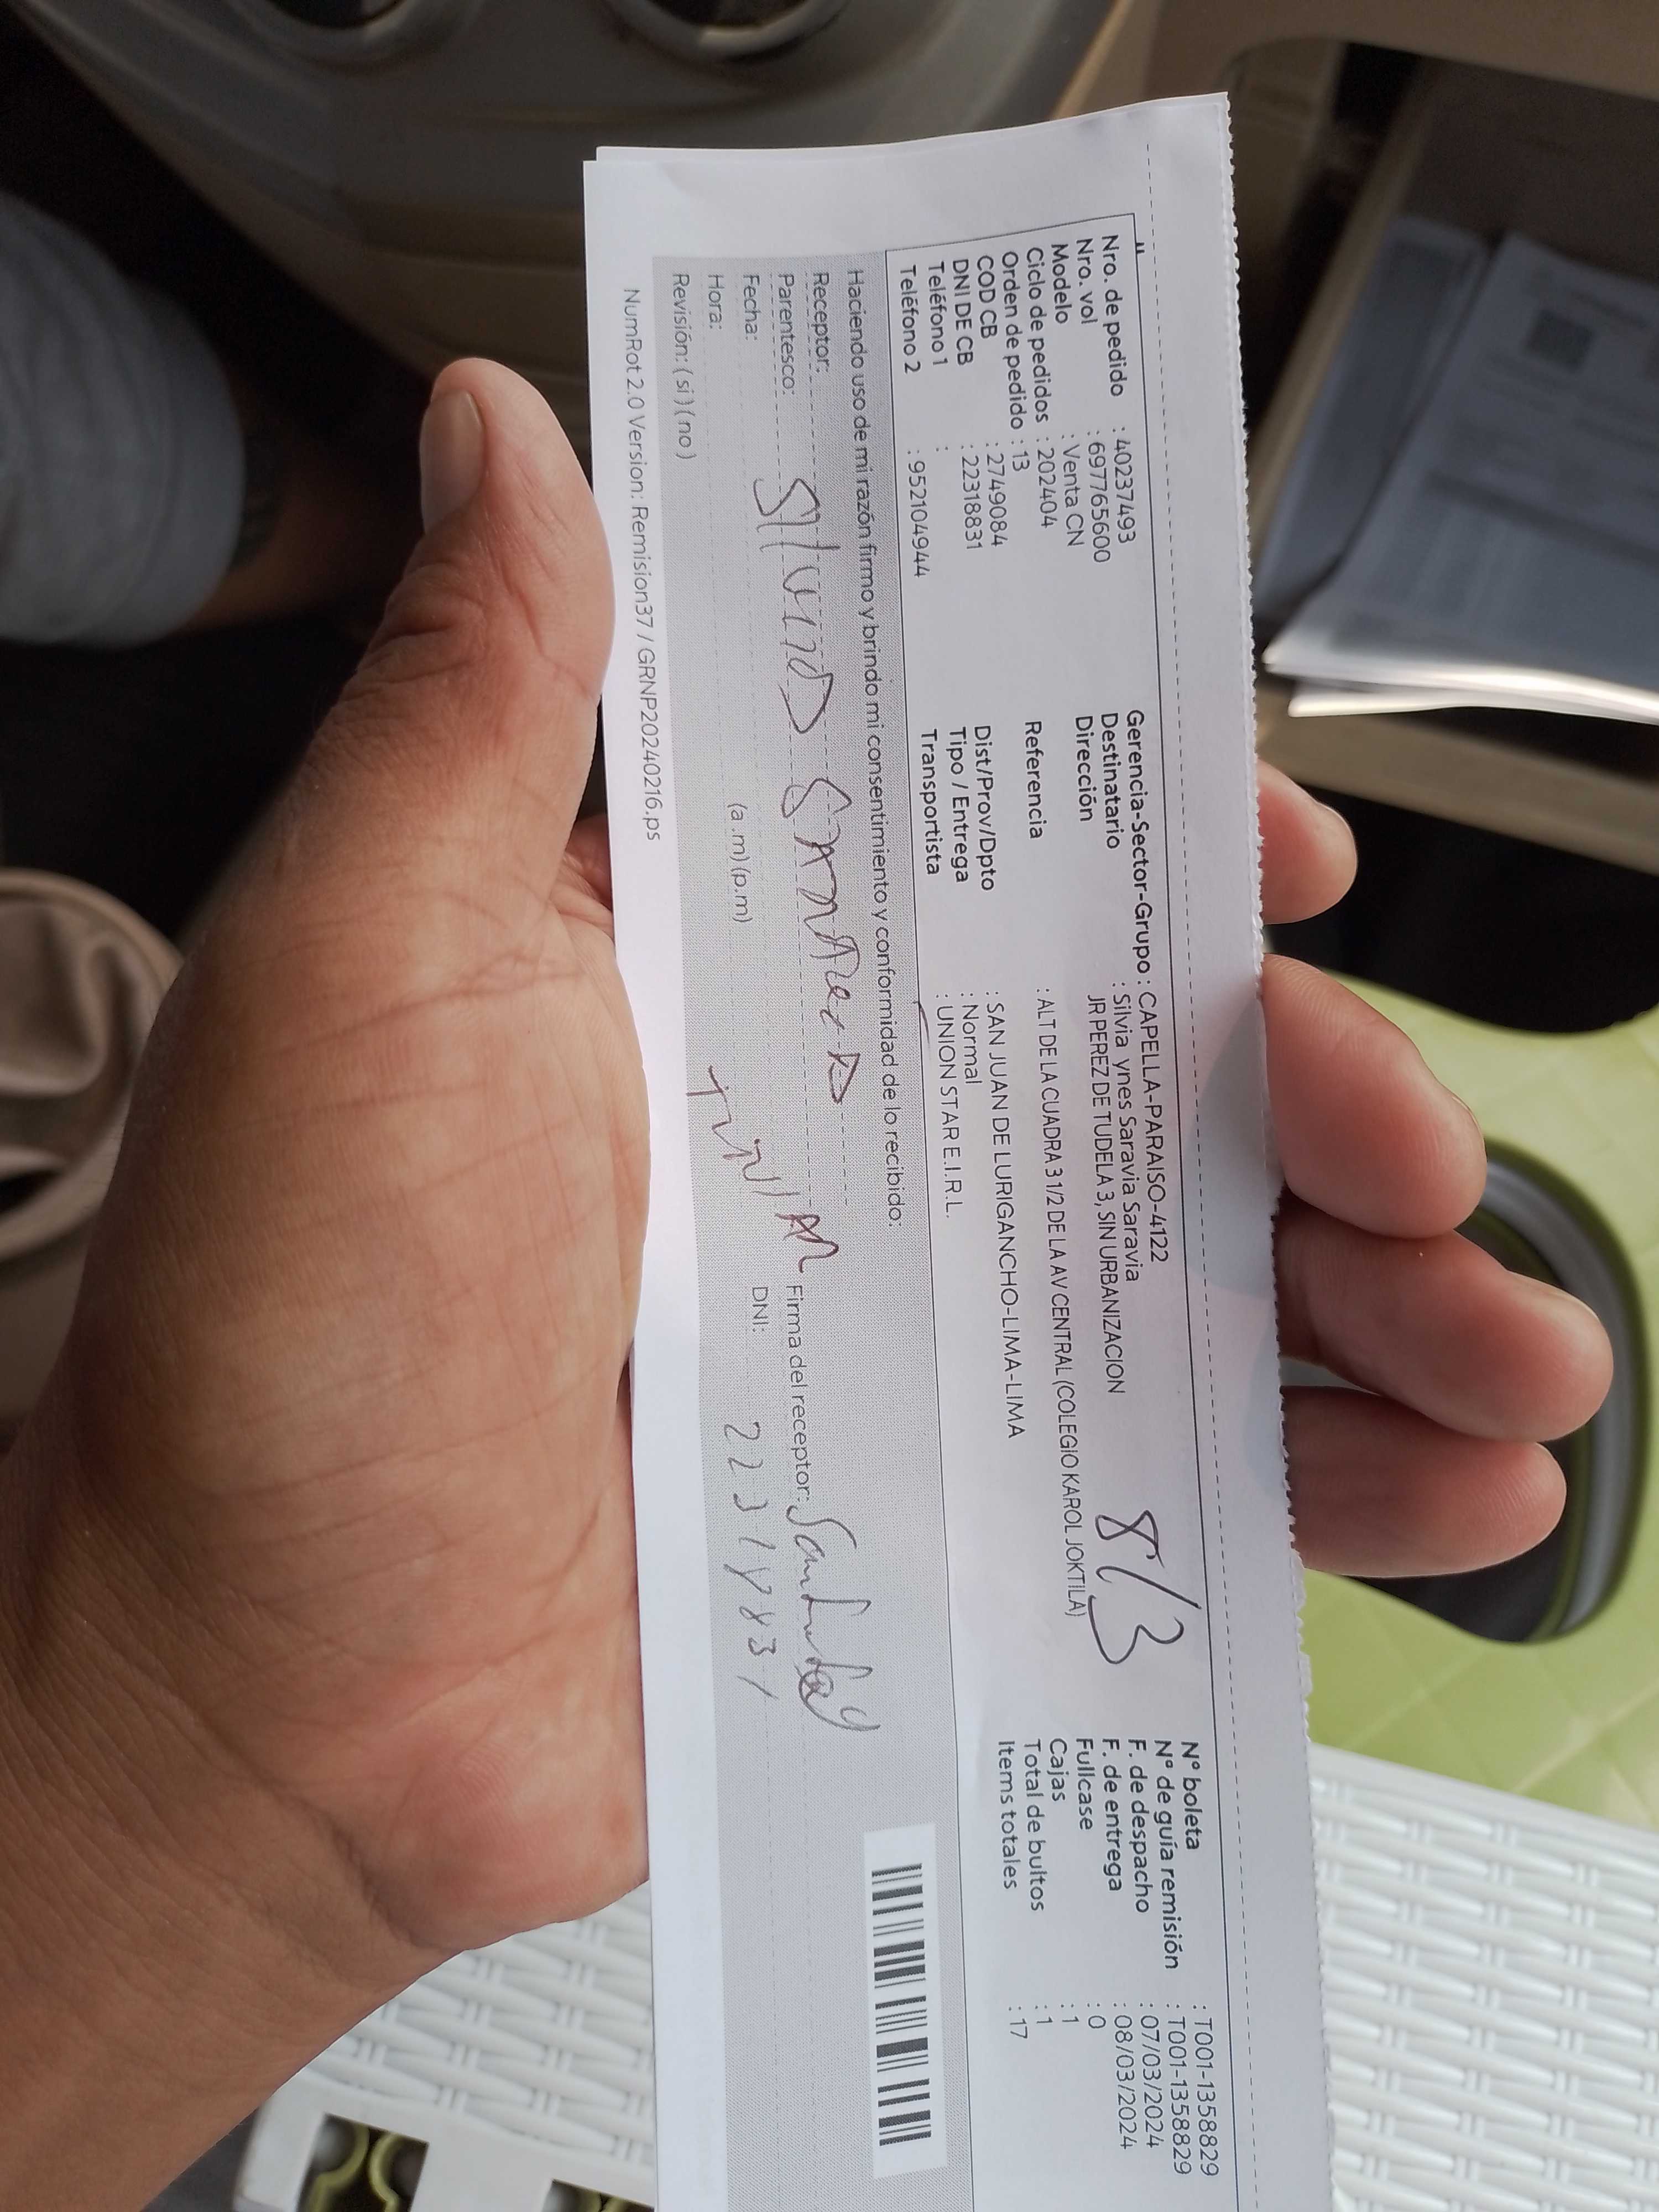 Nro. de pedido : 40237493
Nro. vol : 697765600
Modelo : Venta CN
Ciclo de pedidos : 202404
Orden de pedido : 13
COD CB : 2749084
DNI DE CB : 22318831
Teléfono 1 :
Teléfono 2 : 952104944
Gerencia-Sector-Grupo : CAPELLA-PARAISO-4122
Destinatario : Silvia ynes Saravia Saravia
Dirección JR PEREZ DE TUDELA 3, SIN URBANIZACION
Referencia : ALT DE LA CUADRA 3 1/2 DE LA AV CENTRAL (COLEGIO KAROL JOKTILA)
Dist/Prov/Dpto : SAN JUAN DE LURIGANCHO-LIMA-LIMA
Tipo / Entrega : Normal
Transportista : UNION STAR E.I.R.L.
8/3
N° boleta : T001-1358829
N° de guía remisión : T001-1358829
F. de despacho : 07/03/2024
F. de entrega : 08/03/2024
Fullcase : 0
Cajas : 1
Total de bultos : 1
Items totales : 17
Haciendo uso de mi razón firmo y brindo mi consentimiento y conformidad de lo recibido:
Receptor:
Parentesco:
Fecha:
Hora: (a.m) (p.m)
Revisión: ( si ) ( no )
Firma del receptor:
DNI: 22318831
NumRot 2.0 Version: Remision37 / GRNP20240216.ps